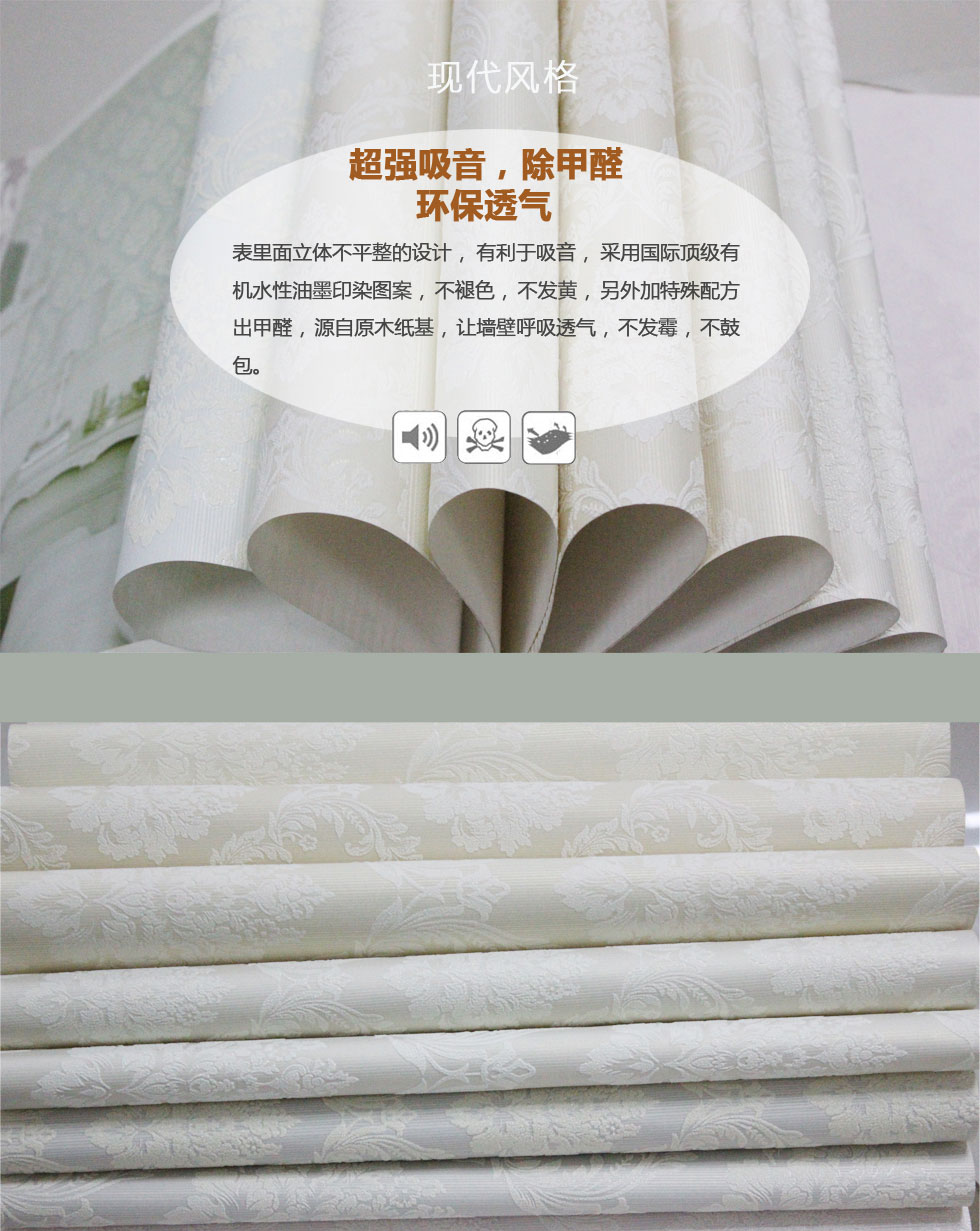 现代风格
超强吸音，除甲醛
环保透气
表里面立体不平整的设计，有利于吸音，采用国际顶级有
机水性油墨印染图案，不褪色，不发黄，另外加特殊配方
出甲醛，源自原木纸基，让墙壁呼吸透气，不发霉，不鼓
包。